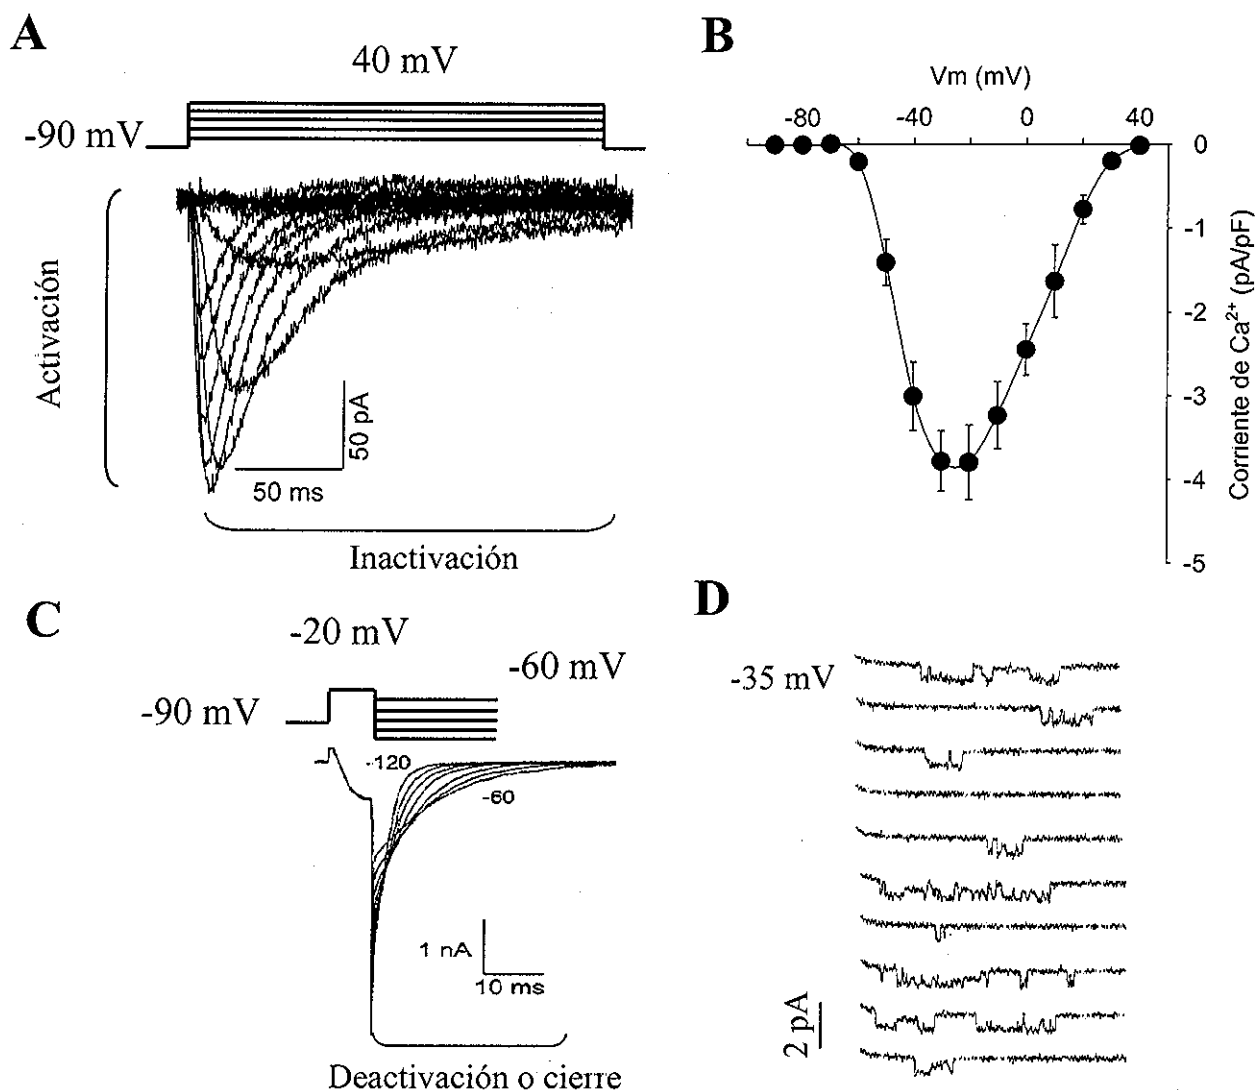 A
40 mV
-90 mV
Activación
50 pA
50 ms
Inactivación
B
Vm (mV)
-80
-40
0
40
0
-1
-2
-3
-4
-5
Corriente de Ca²⁺ (pA/pF)
C
-20 mV
-60 mV
-90 mV
-120
-60
1 nA
10 ms
Deactivación o cierre
D
-35 mV
2 pA